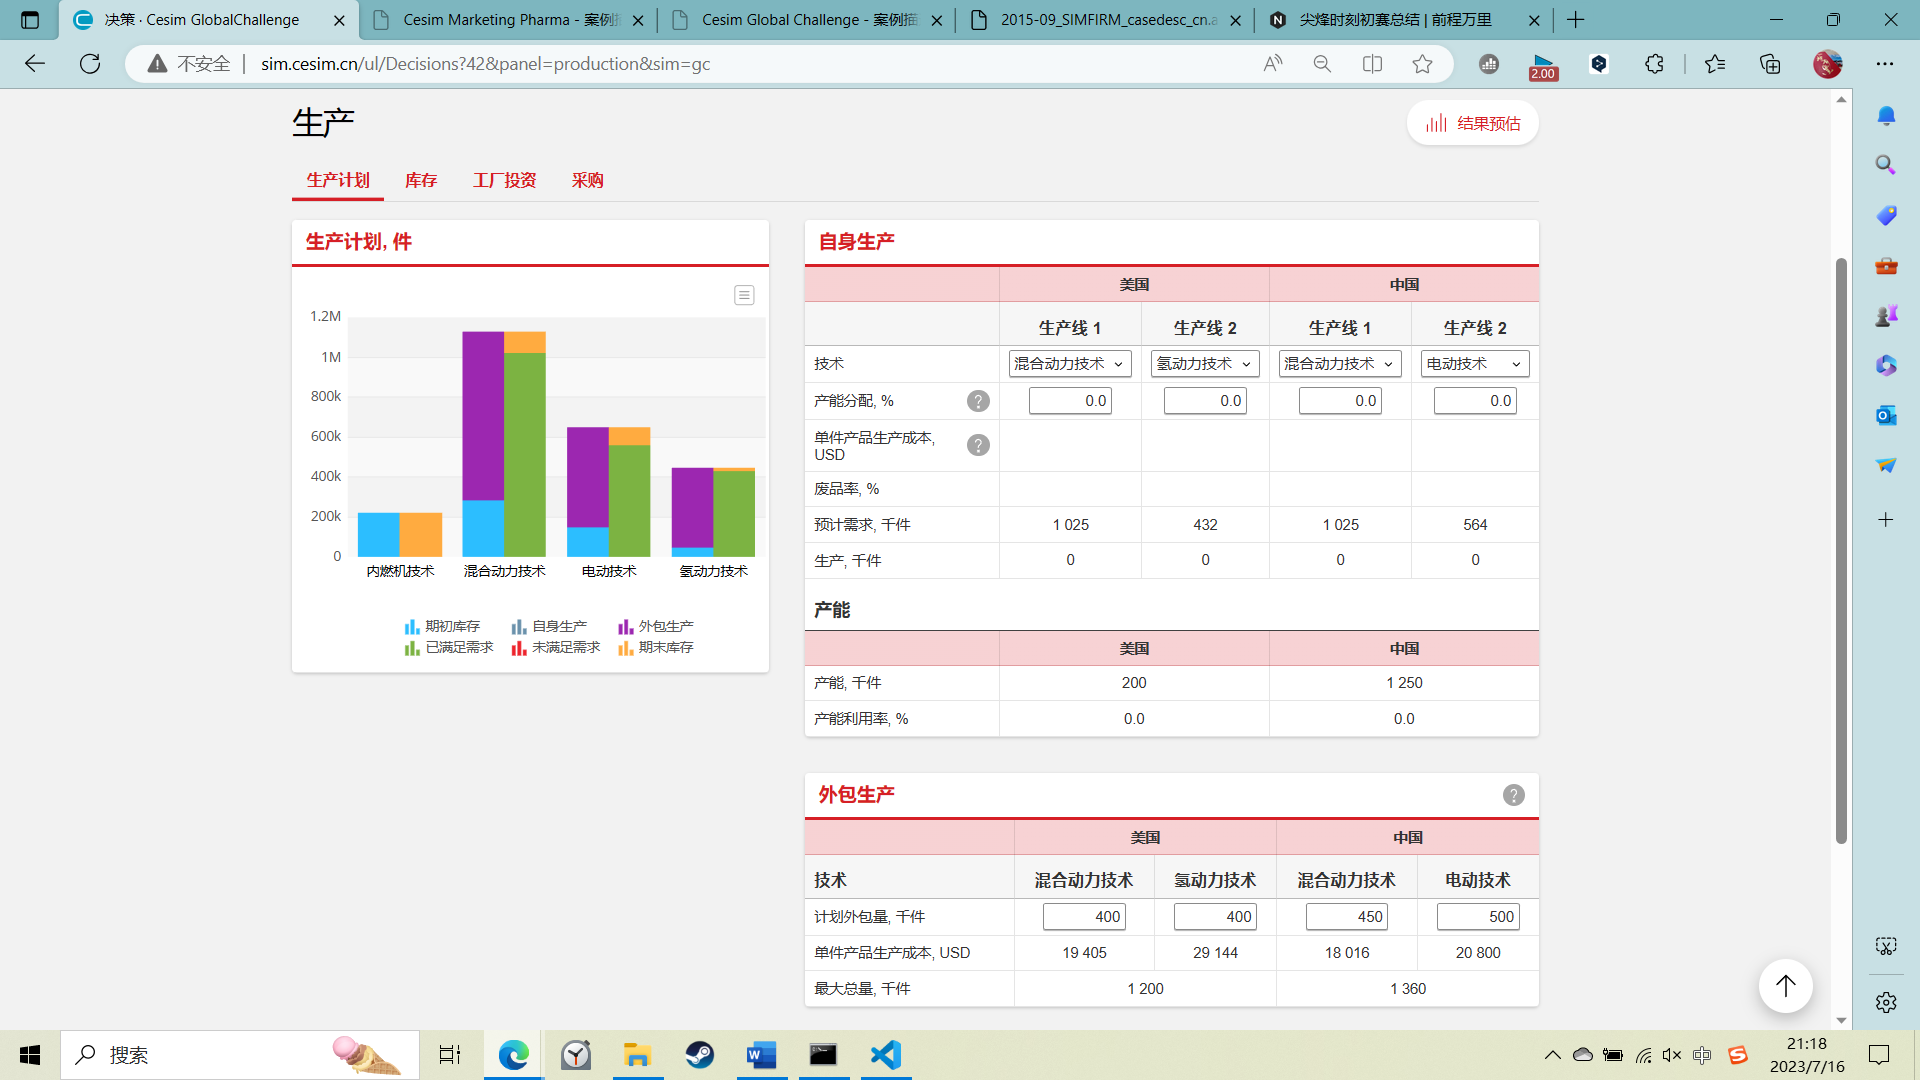 决策 · Cesim GlobalChallenge
Cesim Marketing Pharma - 案例
Cesim Global Challenge - 案例描
2015-09_SIMFIRM_casedesc_cn.a
尖烽时刻初赛总结 | 前程万里
不安全
sim.cesim.cn/ul/Decisions?42&panel=production&sim=gc
2.00
生产
结果预估
生产计划 库存 工厂投资 采购
生产计划, 件
1.2M
1M
800k
600k
400k
200k
0
内燃机技术 混合动力技术 电动技术 氢动力技术
期初库存 自身生产 外包生产
已满足需求 未满足需求 期末库存
自身生产
美国 中国
生产线 1 生产线 2 生产线 1 生产线 2
技术 混合动力技术 氢动力技术 混合动力技术 电动技术
产能分配, % ? 0.0 0.0 0.0 0.0
单件产品生产成本, ?
USD
废品率, %
预计需求, 千件 1 025 432 1 025 564
生产, 千件 0 0 0 0
产能
美国 中国
产能, 千件 200 1 250
产能利用率, % 0.0 0.0
外包生产 ?
美国 中国
技术 混合动力技术 氢动力技术 混合动力技术 电动技术
计划外包量, 千件 400 400 450 500
单件产品生产成本, USD 19 405 29 144 18 016 20 800
最大总量, 千件 1 200 1 360
搜索
中
21:18
2023/7/16